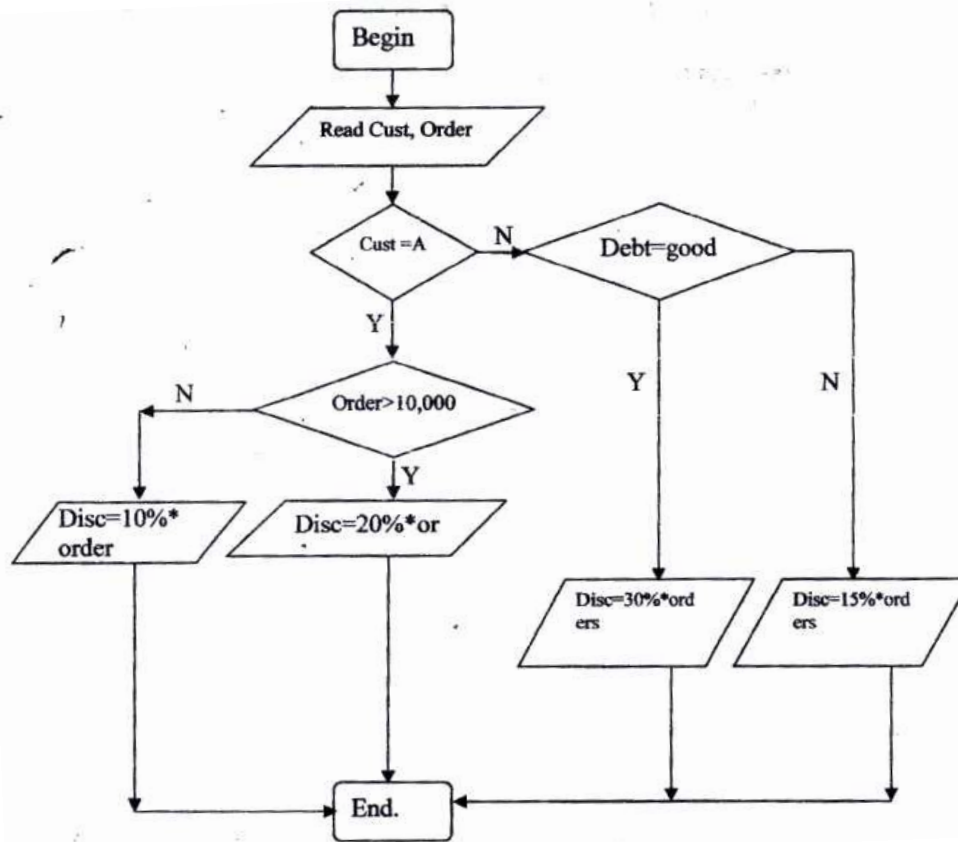 Begin
Read Cust, Order
Cust =A
N
Debt=good
Y
Y
N
N
Order>10,000
Y
Disc=10%*
order
Disc=20%*or
Disc=30%*ord
ers
Disc=15%*ord
ers
End.